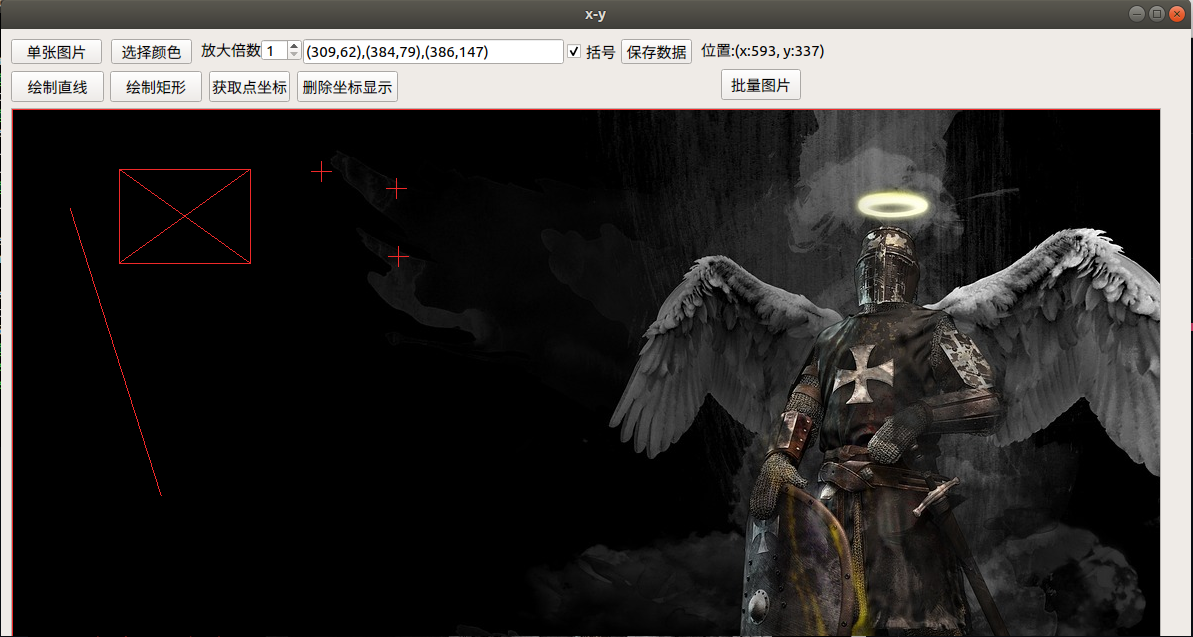 x-y
单张图片 选择颜色 放大倍数 1 (309,62),(384,79),(386,147) 括号 保存数据 位置:(x:593, y:337)
绘制直线 绘制矩形 获取点坐标 删除坐标显示 批量图片